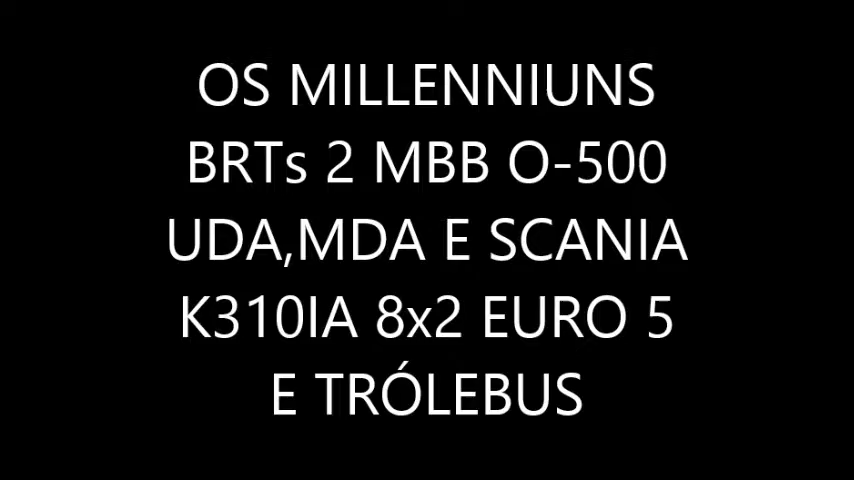 OS MILLENNIUNS
BRTs 2 MBB O-500
UDA,MDA E SCANIA
K310IA 8x2 EURO 5
E TRÓLEBUS